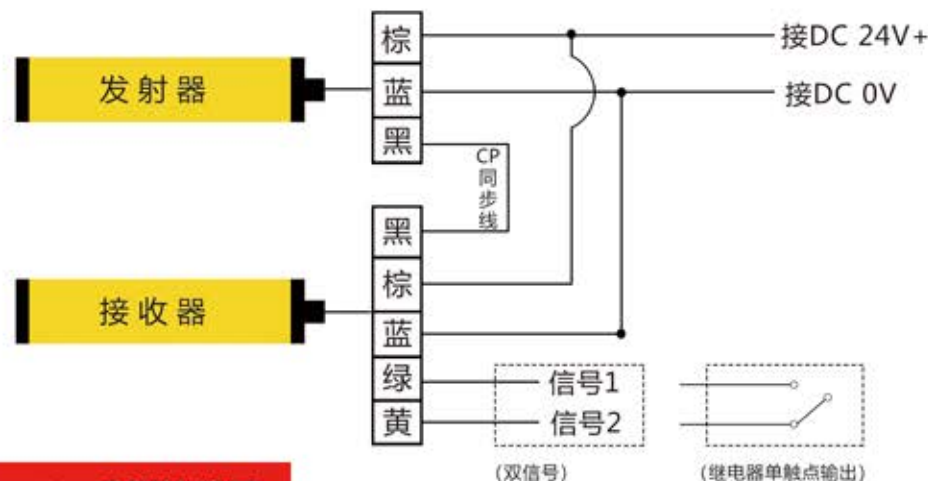 棕
接DC 24V+
发射器
蓝
接DC 0V
黑
CP
同
步
线
黑
棕
接收器
蓝
绿
信号1
黄
信号2
(双信号)
(继电器单触点输出)